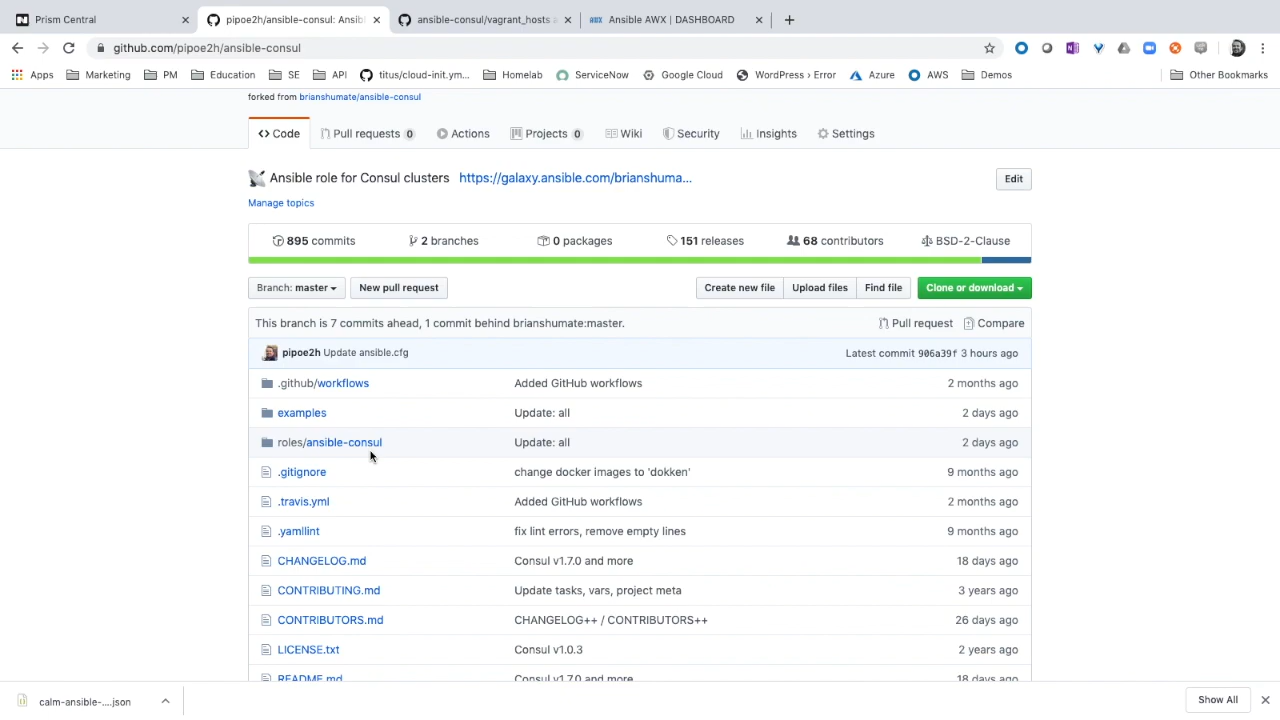 Prism Central
pipoe2h/ansible-consul: Ansib
ansible-consul/vagrant_hosts a
AWX Ansible AWX | DASHBOARD
github.com/pipoe2h/ansible-consul
Apps Marketing PM Education SE API titus/cloud-init.ym... Homelab ServiceNow Google Cloud WordPress › Error Azure AWS Demos Other Bookmarks
forked from brianshumate/ansible-consul
Code Pull requests 0 Actions Projects 0 Wiki Security Insights Settings
Ansible role for Consul clusters https://galaxy.ansible.com/brianshuma... Edit
Manage topics
895 commits 2 branches 0 packages 151 releases 68 contributors BSD-2-Clause
Branch: master New pull request Create new file Upload files Find file Clone or download
This branch is 7 commits ahead, 1 commit behind brianshumate:master. Pull request Compare
pipoe2h Update ansible.cfg Latest commit 906a39f 3 hours ago
.github/workflows Added GitHub workflows 2 months ago
examples Update: all 2 days ago
roles/ansible-consul Update: all 2 days ago
.gitignore change docker images to 'dokken' 9 months ago
.travis.yml Added GitHub workflows 2 months ago
.yamllint fix lint errors, remove empty lines 9 months ago
CHANGELOG.md Consul v1.7.0 and more 18 days ago
CONTRIBUTING.md Update tasks, vars, project meta 3 years ago
CONTRIBUTORS.md CHANGELOG++ / CONTRIBUTORS++ 26 days ago
LICENSE.txt Consul v1.0.3 2 years ago
README.md Consul v1.7.0 and more 18 days ago
calm-ansible-....json Show All